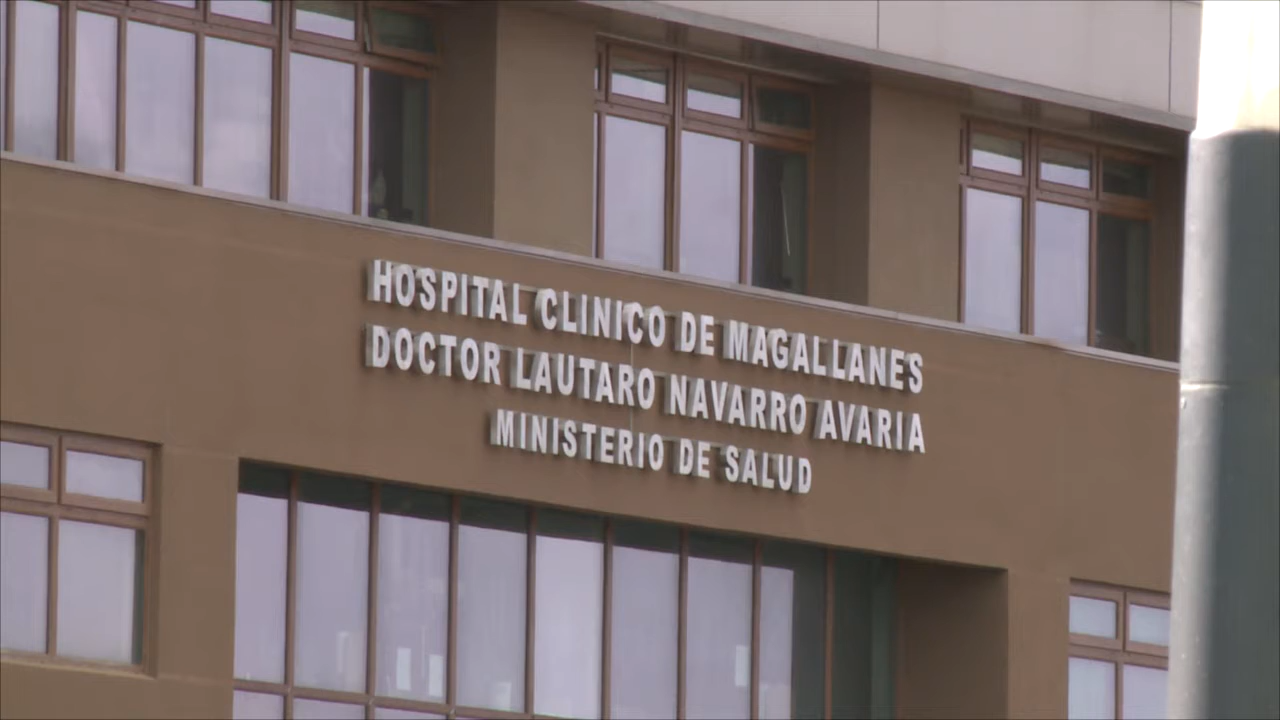 HOSPITAL CLINICO DE MAGALLANES
DOCTOR LAUTARO NAVARRO AVARIA
MINISTERIO DE SALUD